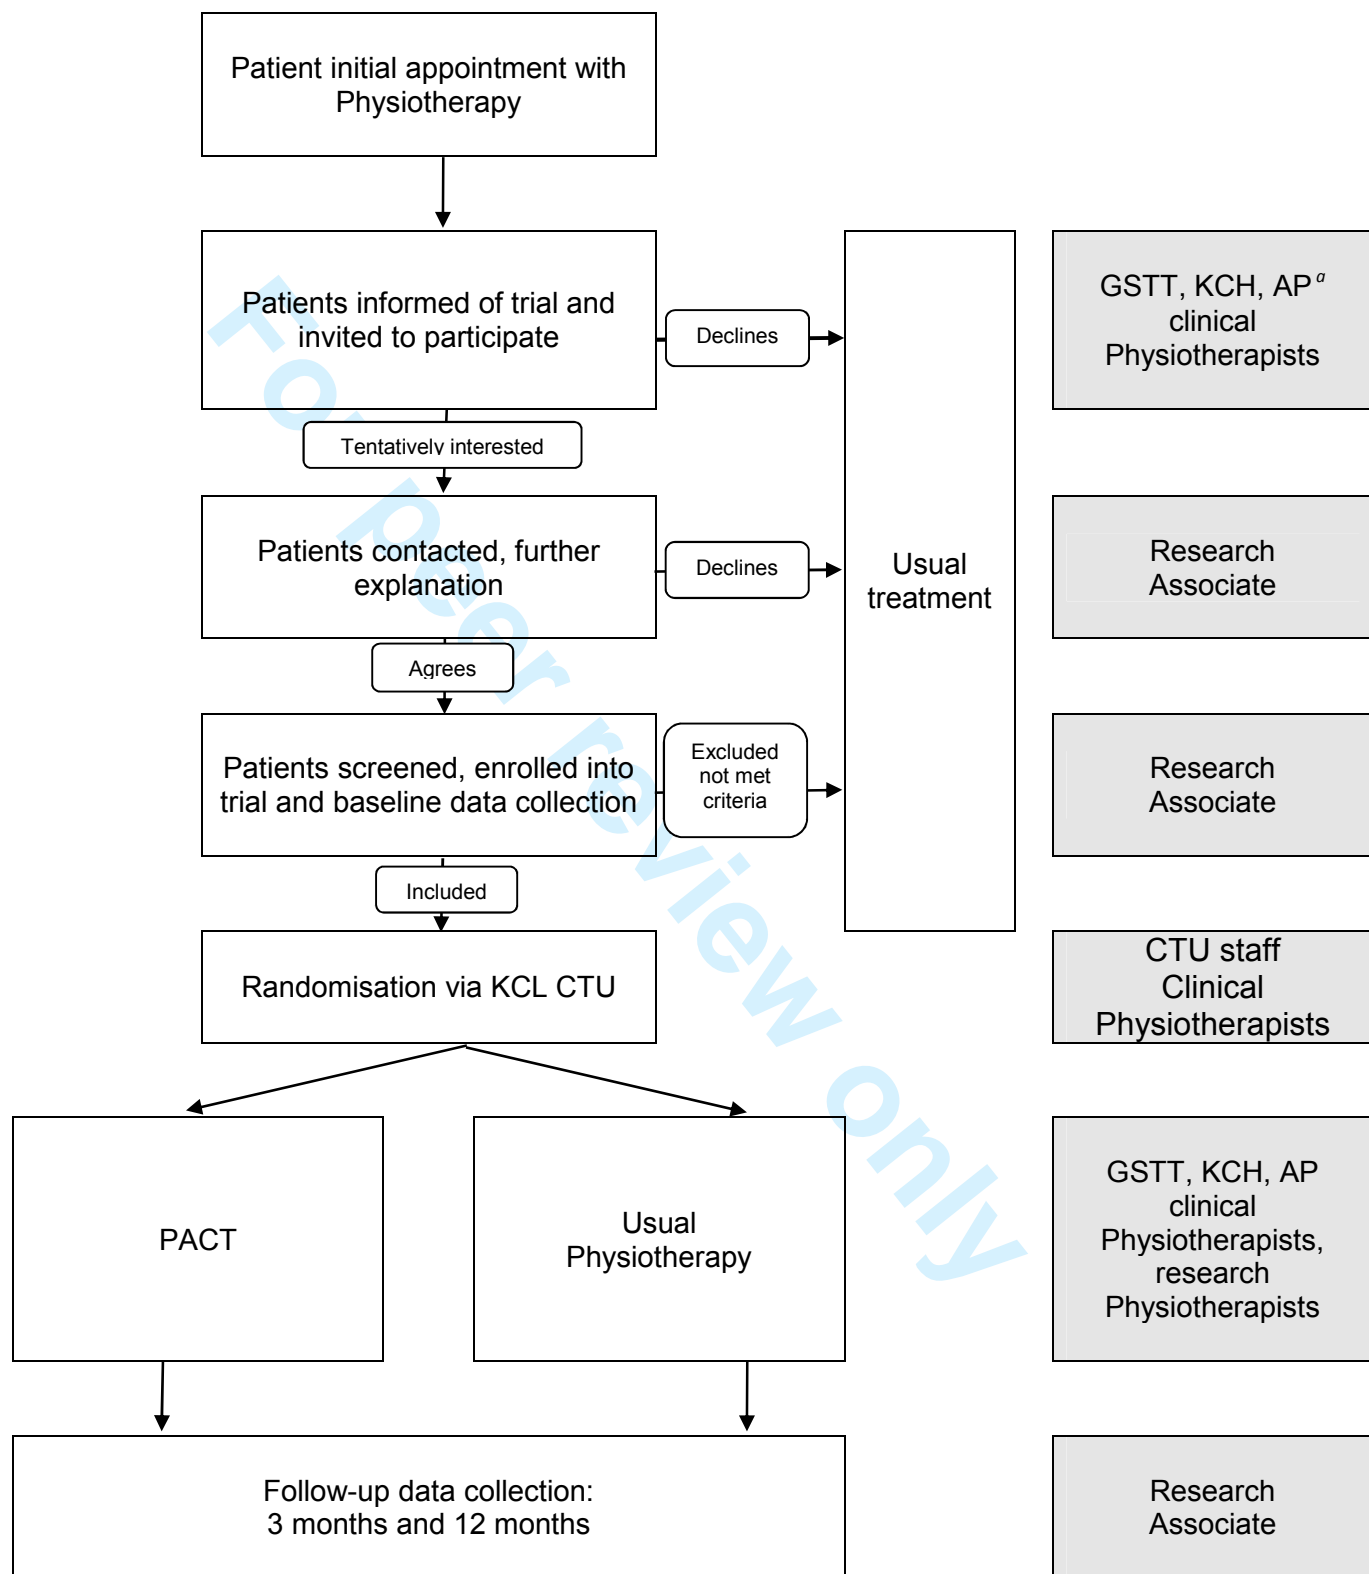 Patient initial appointment with
Physiotherapy
Patients informed of trial and
invited to participate
Declines
GSTT, KCH, AP a
clinical
Physiotherapists
Tentatively interested
Patients contacted, further
explanation
Declines
Usual
treatment
Research
Associate
Agrees
Patients screened, enrolled into
trial and baseline data collection
Excluded
not met
criteria
Research
Associate
Included
Randomisation via KCL CTU
CTU staff
Clinical
Physiotherapists
PACT
Usual
Physiotherapy
GSTT, KCH, AP
clinical
Physiotherapists,
research
Physiotherapists
Follow-up data collection:
3 months and 12 months
Research
Associate
For peer review only